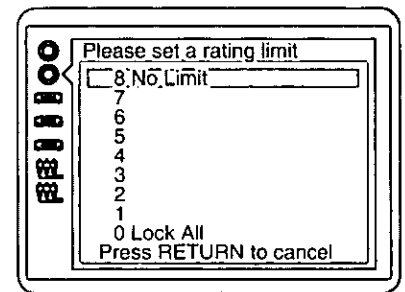 Please set a rating limit
8 No Limit
7
6
5
4
3
2
1
0 Lock All
Press RETURN to cancel